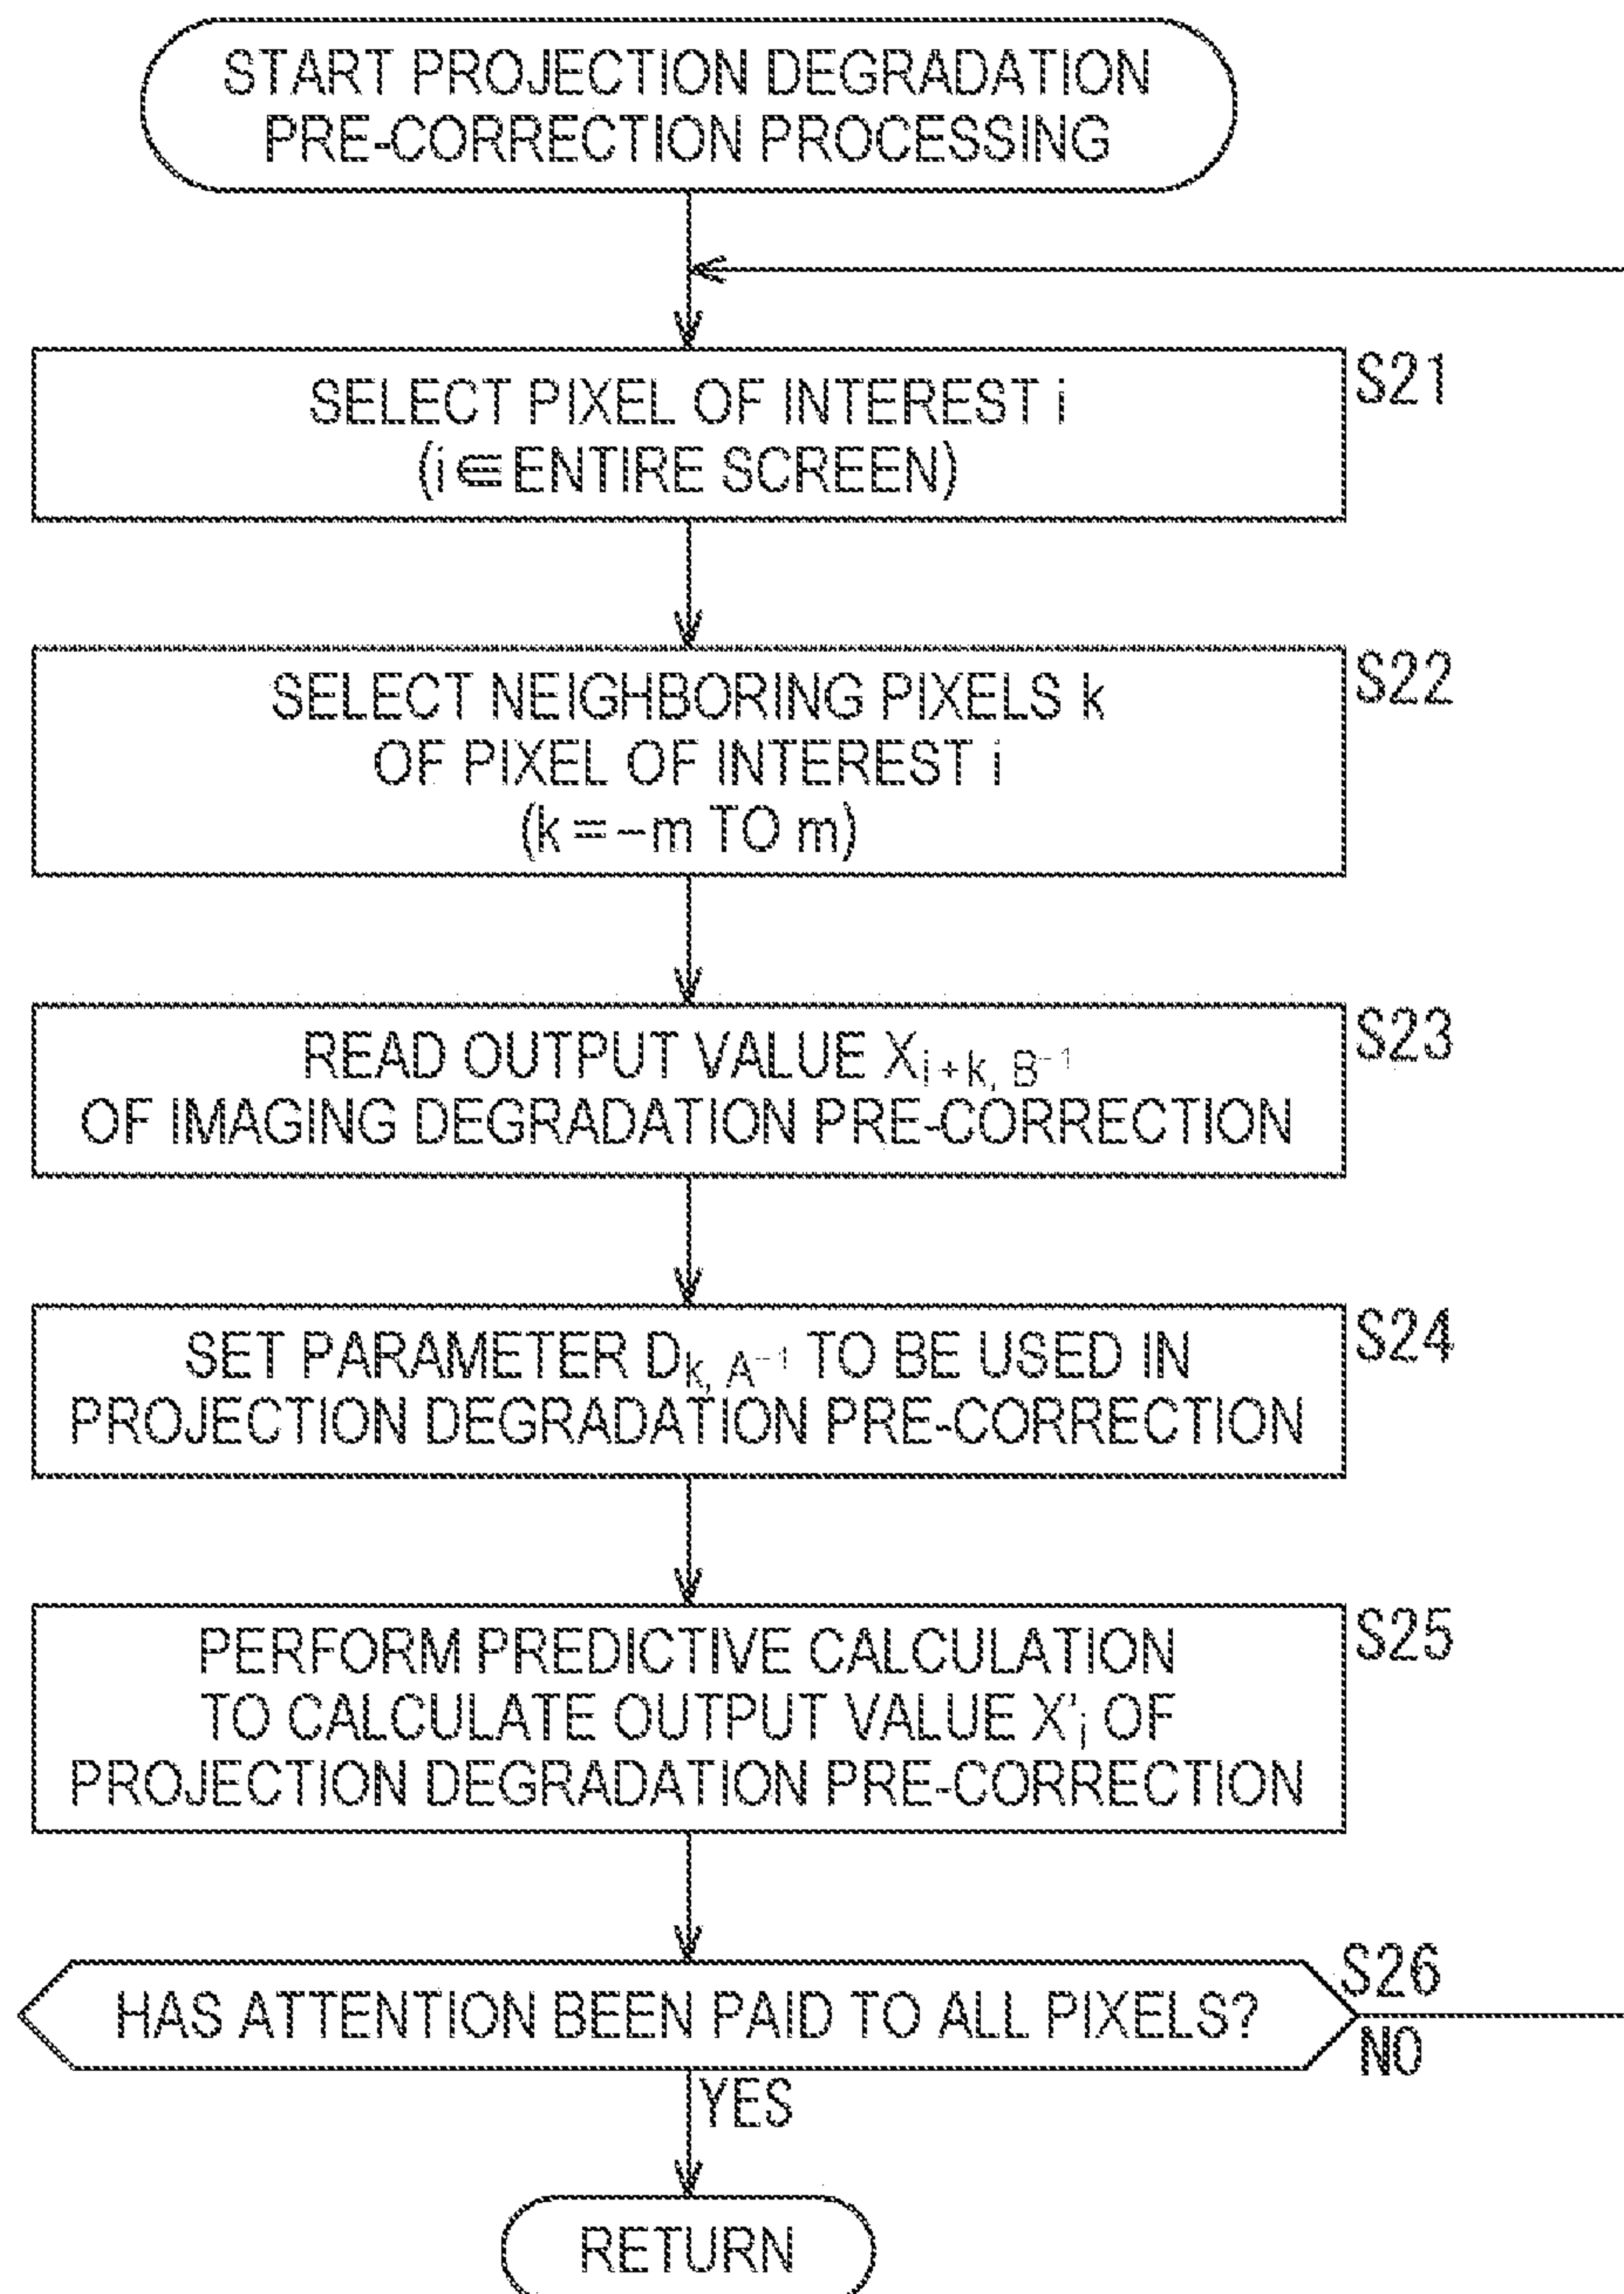 START PROJECTION DEGRADATION
PRE-CORRECTION PROCESSING
SELECT PIXEL OF INTEREST i
(i∈ENTIRE SCREEN)
S21
SELECT NEIGHBORING PIXELS k
OF PIXEL OF INTEREST i
(k=-m TO m)
S22
READ OUTPUT VALUE X_{i+k, B^{-1}}
OF IMAGING DEGRADATION PRE-CORRECTION
S23
SET PARAMETER D_{k, A^{-1}} TO BE USED IN
PROJECTION DEGRADATION PRE-CORRECTION
S24
PERFORM PREDICTIVE CALCULATION
TO CALCULATE OUTPUT VALUE X'_i OF
PROJECTION DEGRADATION PRE-CORRECTION
S25
HAS ATTENTION BEEN PAID TO ALL PIXELS?
S26
NO
YES
RETURN